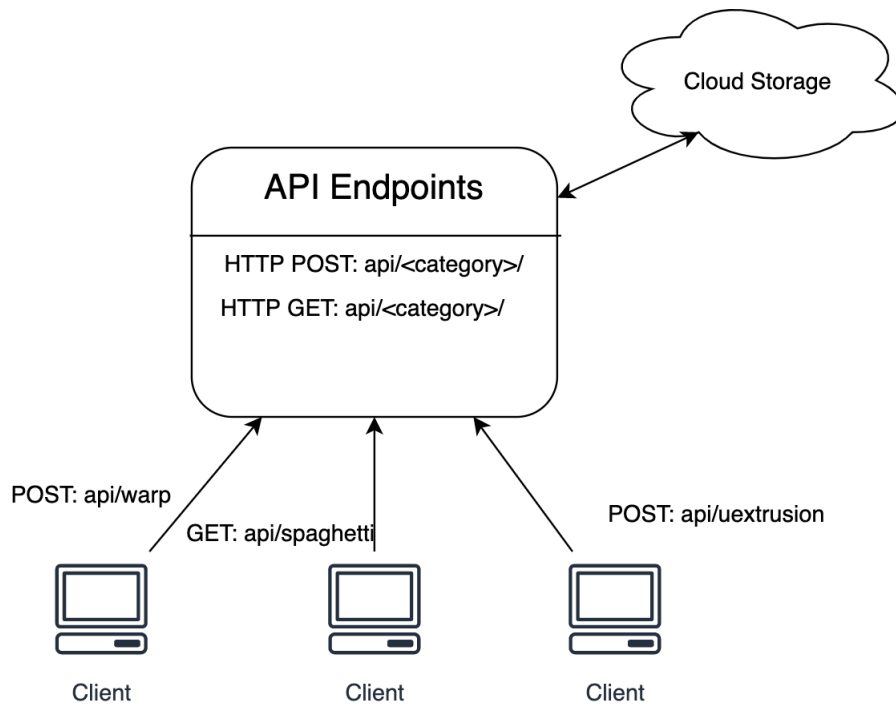 Cloud Storage
API Endpoints
HTTP POST: api/<category>/
HTTP GET: api/<category>/
POST: api/warp
GET: api/spaghetti
POST: api/uextrusion
Client
Client
Client